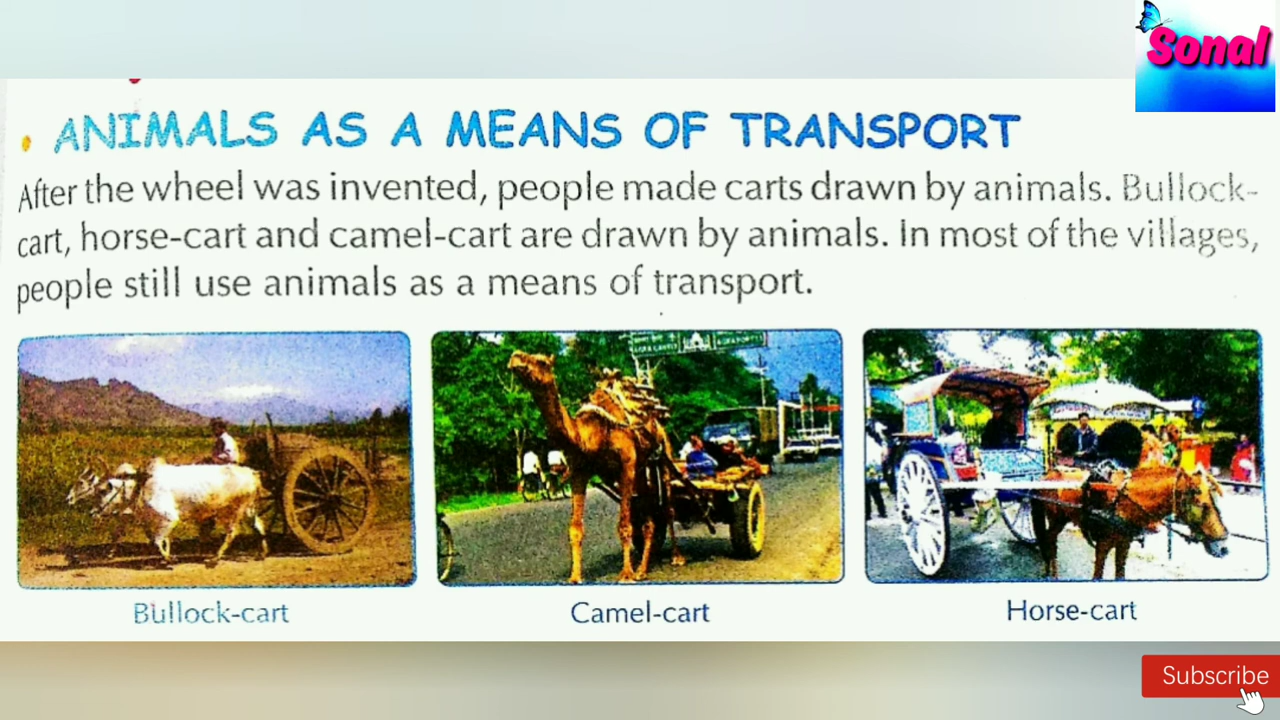 Sonal
ANIMALS AS A MEANS OF TRANSPORT
After the wheel was invented, people made carts drawn by animals. Bullock-
cart, horse-cart and camel-cart are drawn by animals. In most of the villages,
people still use animals as a means of transport.
Bullock-cart
Camel-cart
Horse-cart
Subscribe